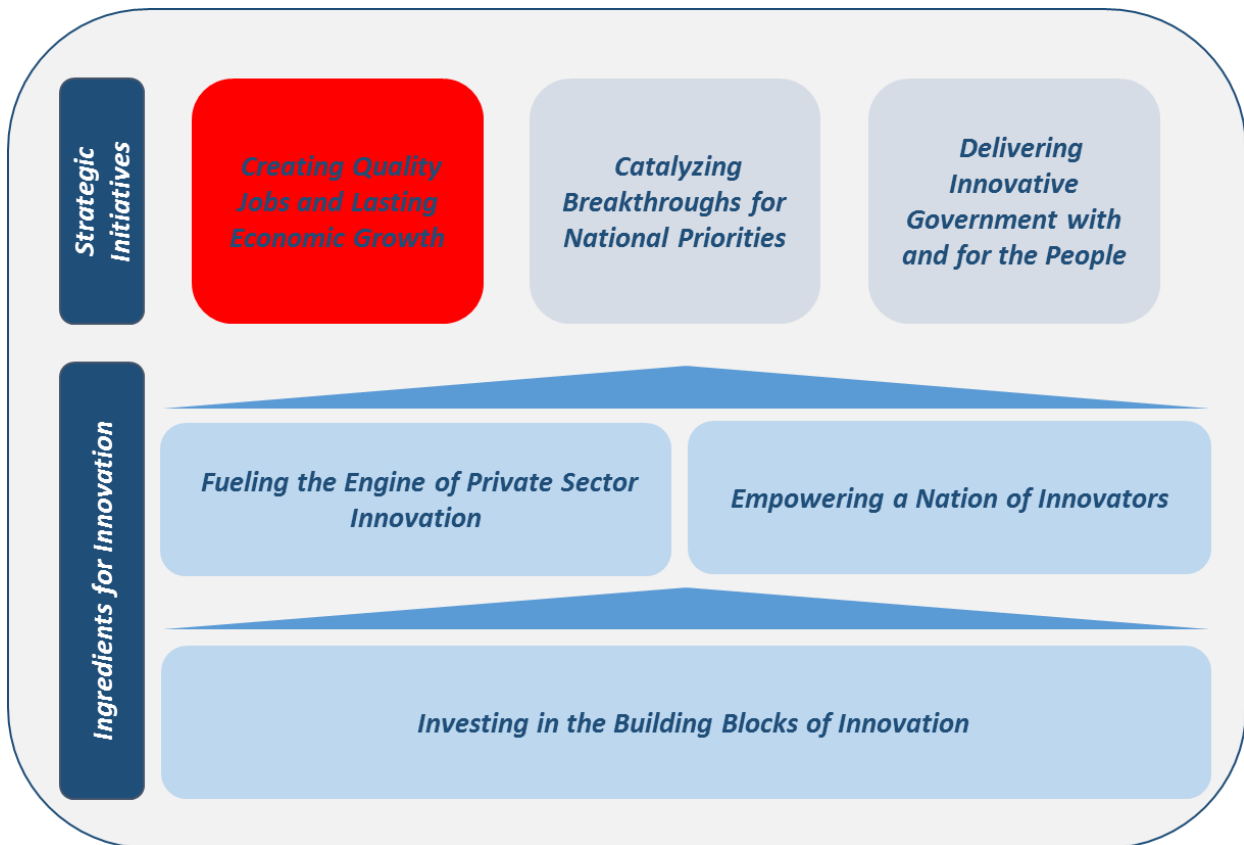 Strategic
Initiatives
Creating Quality
Jobs and Lasting
Economic Growth
Catalyzing
Breakthroughs for
National Priorities
Delivering
Innovative
Government with
and for the People
Ingredients for Innovation
Fueling the Engine of Private Sector
Innovation
Empowering a Nation of Innovators
Investing in the Building Blocks of Innovation